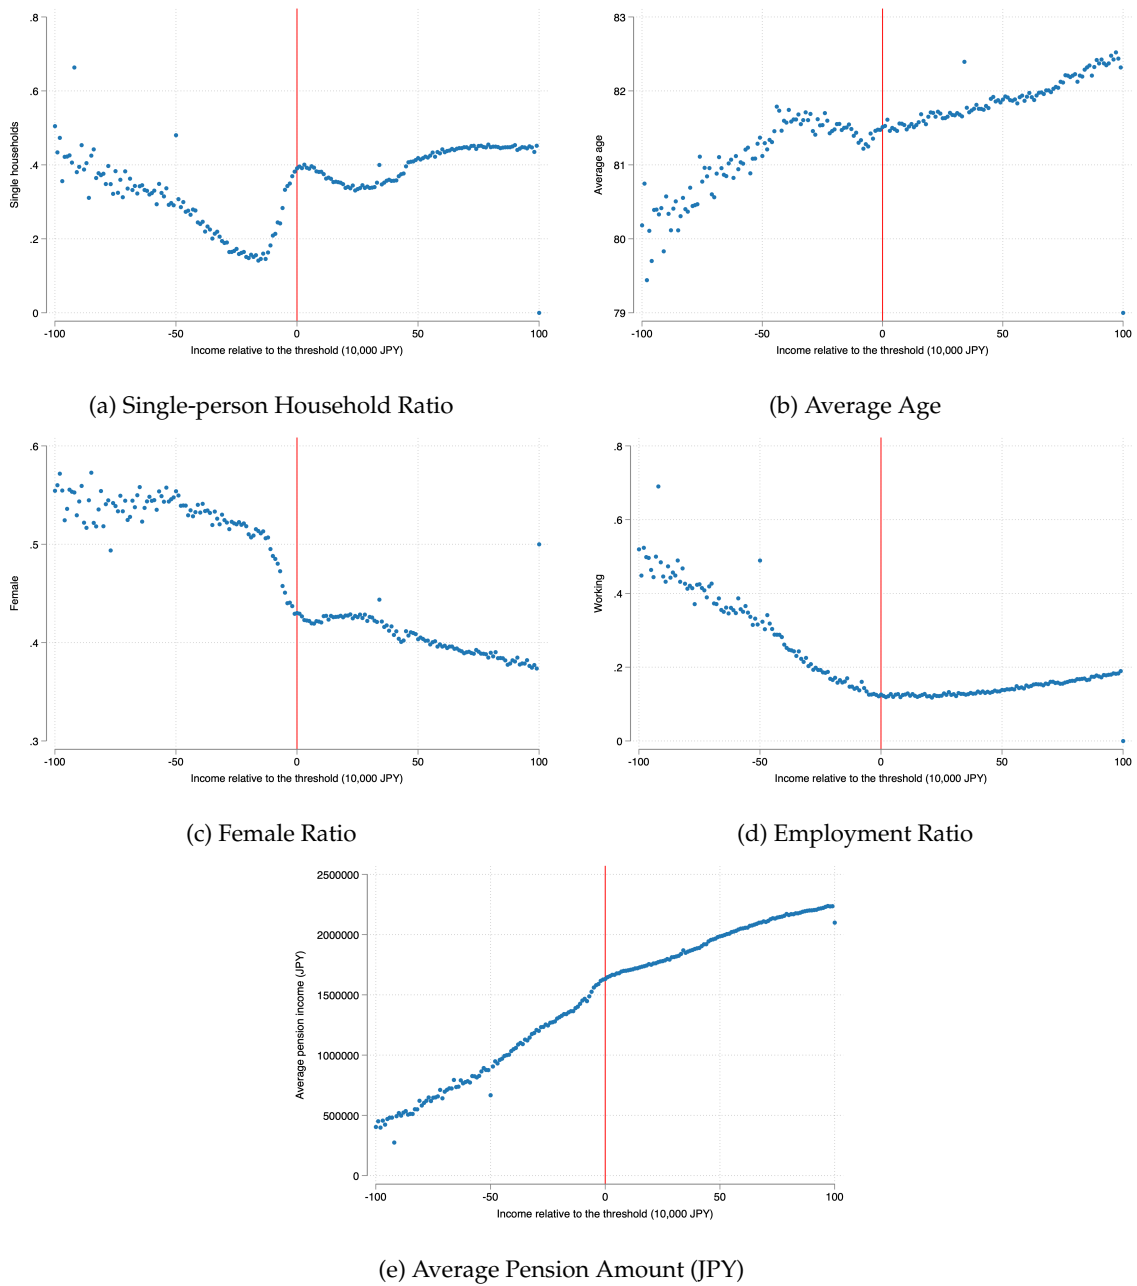 .8
.6
.4
.2
0
Single households
-100 -50 0 50 100
Income relative to the threshold (10,000 JPY)
(a) Single-person Household Ratio
83
82
81
80
79
Average age
-100 -50 0 50 100
Income relative to the threshold (10,000 JPY)
(b) Average Age
.6
.5
.4
.3
Female
-100 -50 0 50 100
Income relative to the threshold (10,000 JPY)
(c) Female Ratio
.8
.6
.4
.2
0
Working
-100 -50 0 50 100
Income relative to the threshold (10,000 JPY)
(d) Employment Ratio
2500000
2000000
1500000
1000000
500000
0
Average pension income (JPY)
-100 -50 0 50 100
Income relative to the threshold (10,000 JPY)
(e) Average Pension Amount (JPY)